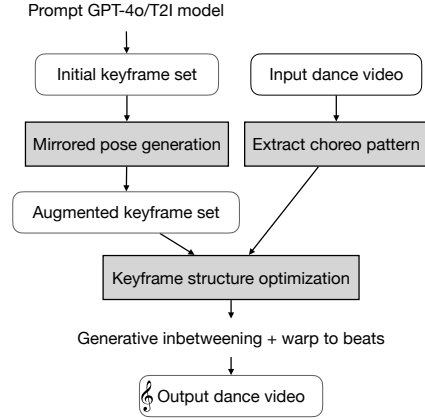 Prompt GPT-4o/T2I model
Initial keyframe set
Input dance video
Mirrored pose generation
Extract choreo pattern
Augmented keyframe set
Keyframe structure optimization
Generative inbetweening + warp to beats
Output dance video